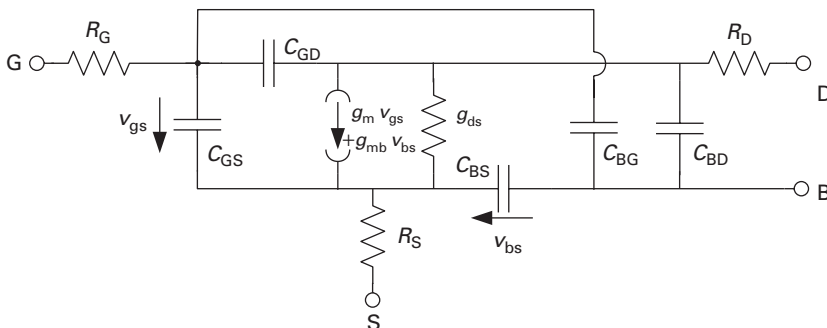 R_G
C_GD
R_D
G
D
v_gs
C_GS
g_m v_gs
+g_mb v_bs
g_ds
C_BS
C_BG
C_BD
B
R_S
v_bs
S